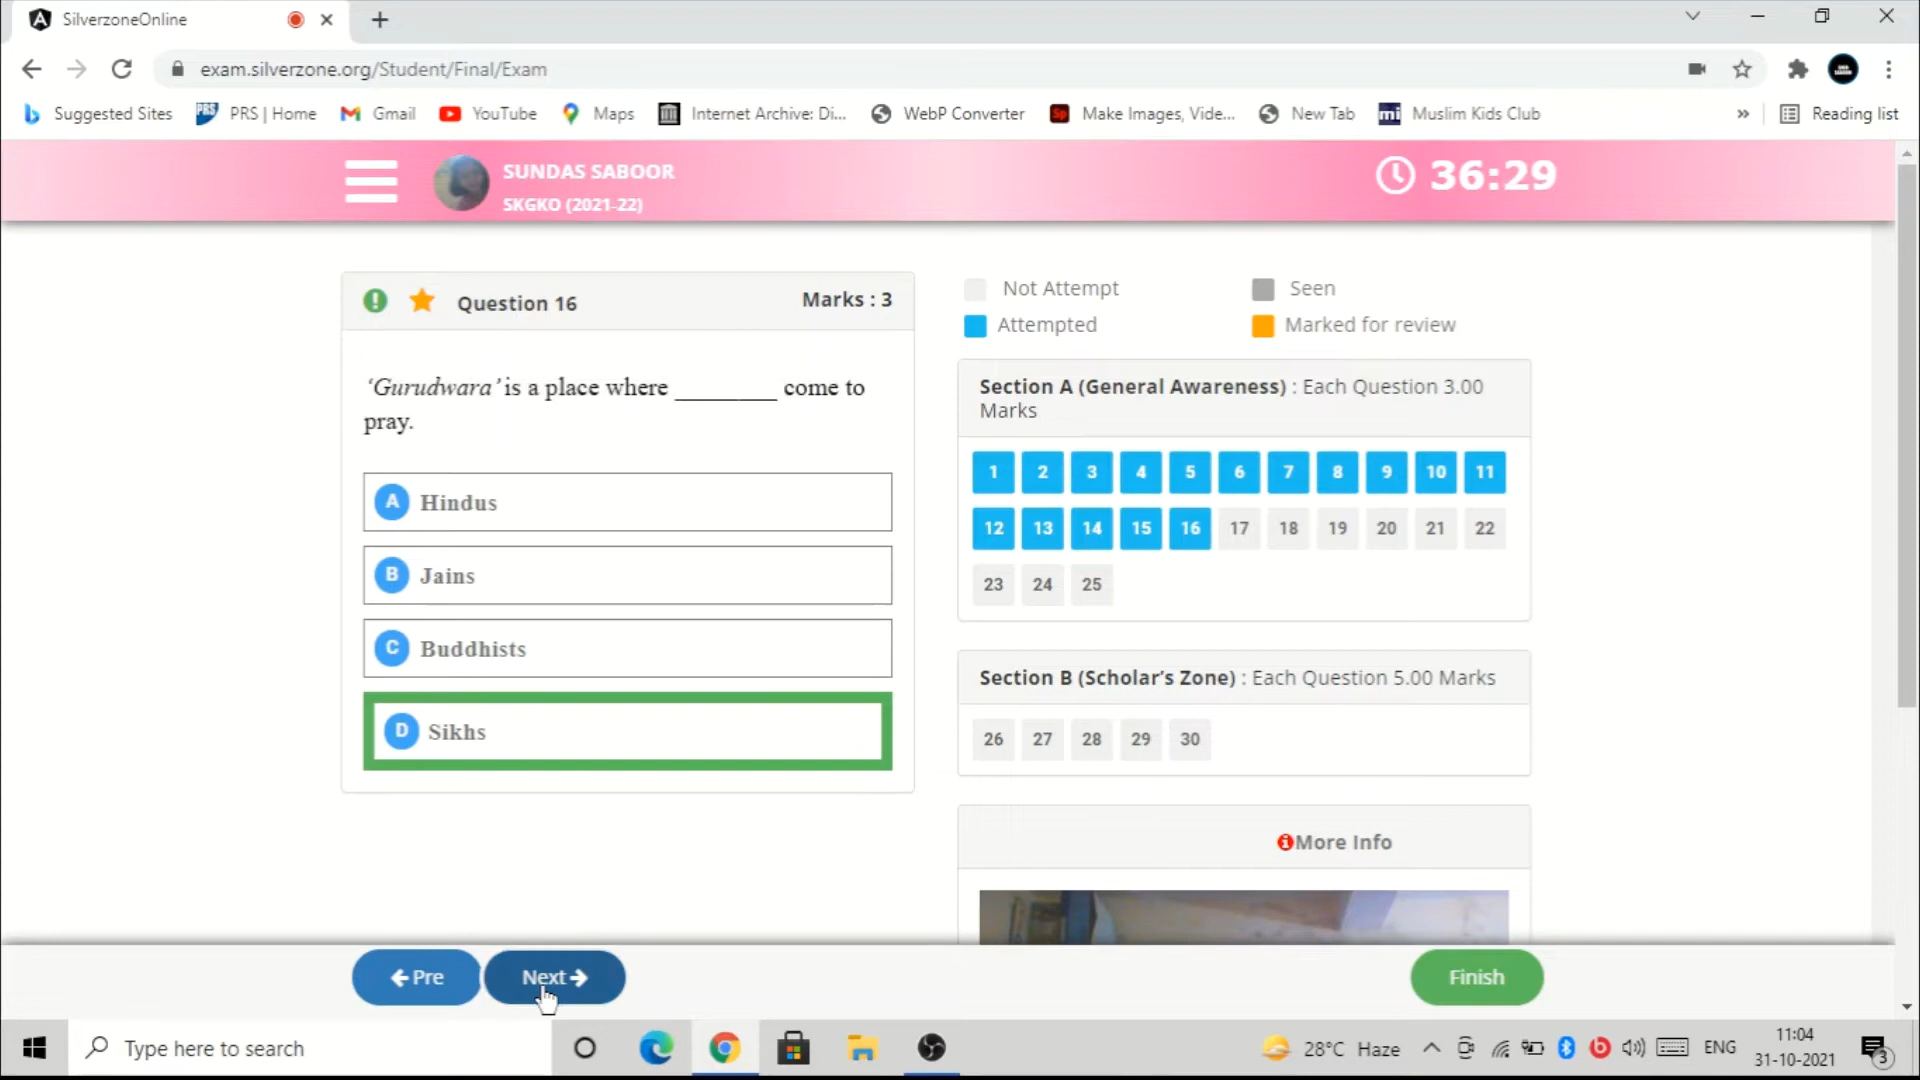 SilverzoneOnline
exam.silverzone.org/Student/Final/Exam
Suggested Sites PRS PRS | Home Gmail YouTube Maps Internet Archive: Di... WebP Converter Sp Make Images, Vide... New Tab mi Muslim Kids Club » Reading list
SUNDAS SABOOR
SKGKO (2021-22)
36:29
Question 16 Marks : 3
‘Gurudwara’ is a place where ________ come to
pray.
A Hindus
B Jains
C Buddhists
D Sikhs
Not Attempt Seen
Attempted Marked for review
Section A (General Awareness) : Each Question 3.00
Marks
1 2 3 4 5 6 7 8 9 10 11
12 13 14 15 16 17 18 19 20 21 22
23 24 25
Section B (Scholar’s Zone) : Each Question 5.00 Marks
26 27 28 29 30
More Info
Pre Next Finish
Type here to search
28°C Haze ENG
11:04
31-10-2021
3